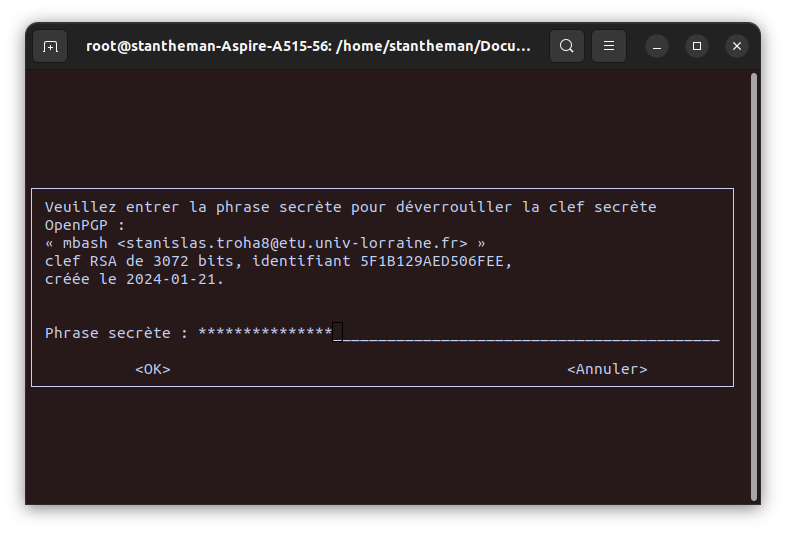 root@stantheman-Aspire-A515-56: /home/stantheman/Docu...
Veuillez entrer la phrase secrète pour déverrouiller la clef secrète
OpenPGP :
« mbash <stanislas.troha8@etu.univ-lorraine.fr> »
clef RSA de 3072 bits, identifiant 5F1B129AED506FEE,
créée le 2024-01-21.
Phrase secrète : ***************___________________________________________
<OK> <Annuler>